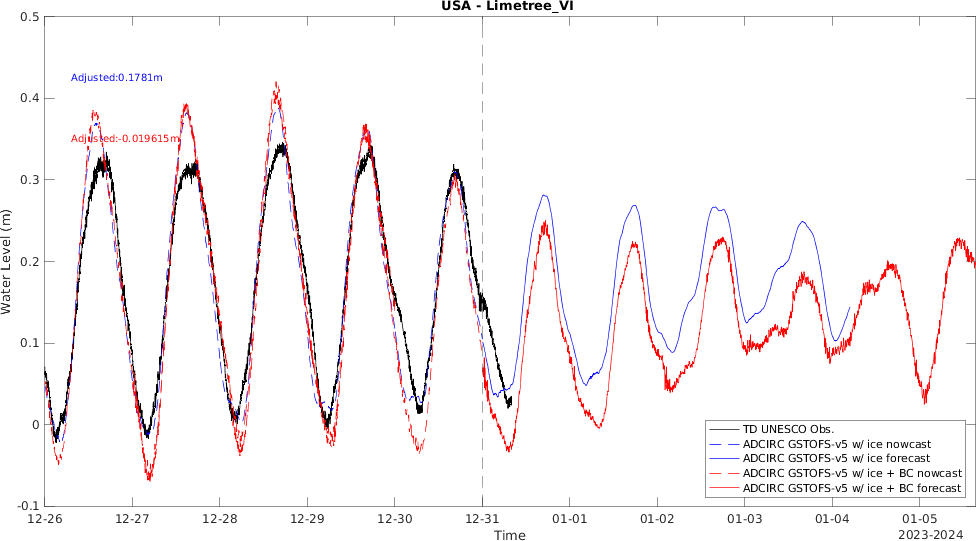 USA - Limetree_VI
0.5
Adjusted:0.1781m
0.4
Adjusted:-0.019615m
0.3
0.2
Water Level (m)
0.1
0
-0.1
TD UNESCO Obs.
ADCIRC GSTOFS-v5 w/ ice nowcast
ADCIRC GSTOFS-v5 w/ ice forecast
ADCIRC GSTOFS-v5 w/ ice + BC nowcast
ADCIRC GSTOFS-v5 w/ ice + BC forecast
12-26 12-27 12-28 12-29 12-30 12-31 01-01 01-02 01-03 01-04 01-05
Time
2023-2024